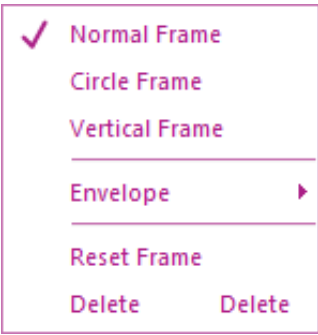 Normal Frame
Circle Frame
Vertical Frame
Envelope
Reset Frame
Delete Delete